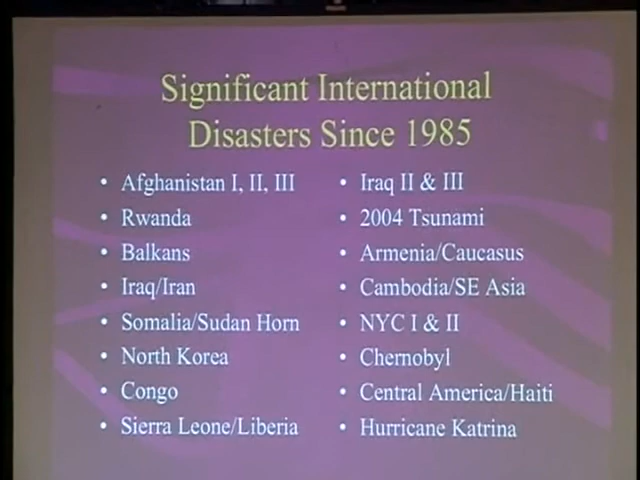 Significant International
Disasters Since 1985
• Afghanistan I, II, III
• Rwanda
• Balkans
• Iraq/Iran
• Somalia/Sudan Horn
• North Korea
• Congo
• Sierra Leone/Liberia
• Iraq II & III
• 2004 Tsunami
• Armenia/Caucasus
• Cambodia/SE Asia
• NYC I & II
• Chernobyl
• Central America/Haiti
• Hurricane Katrina